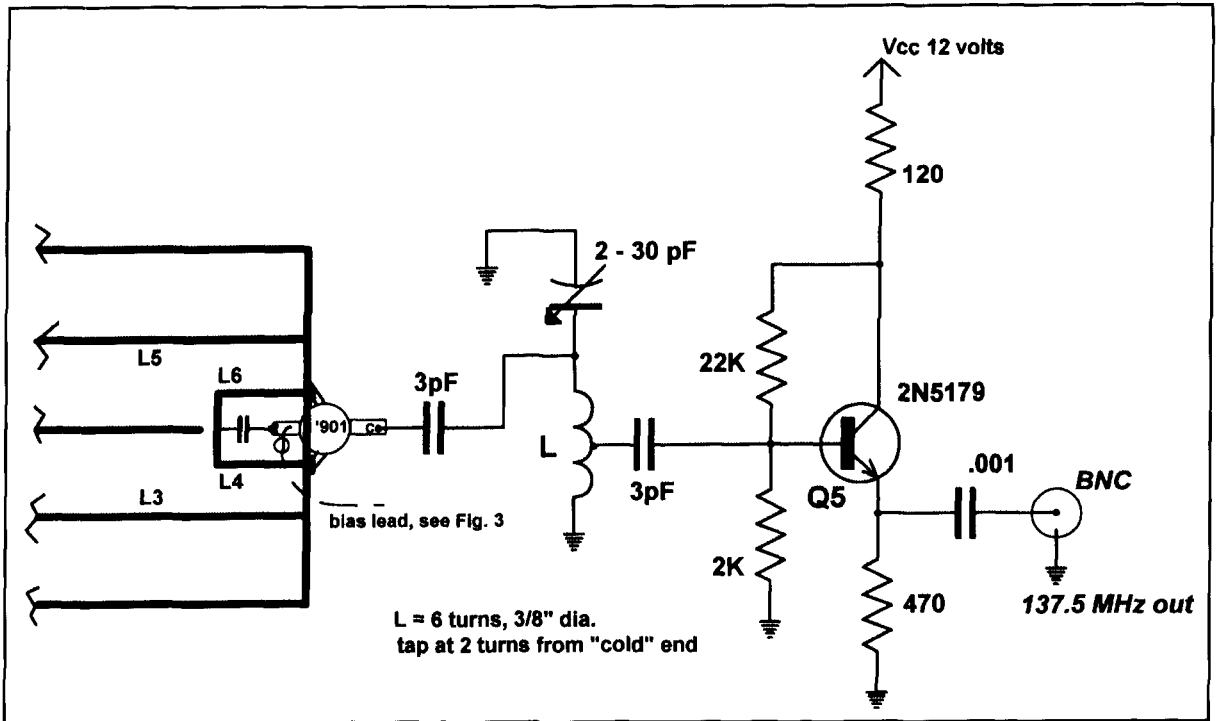 Vcc 12 volts
120
2 - 30 pF
L5
L6
3pF
22K
2N5179
'901
Ce
L
3pF
Q5
.001
BNC
L4
L3
bias lead, see Fig. 3
2K
470
137.5 MHz out
L = 6 turns, 3/8" dia.
tap at 2 turns from "cold" end